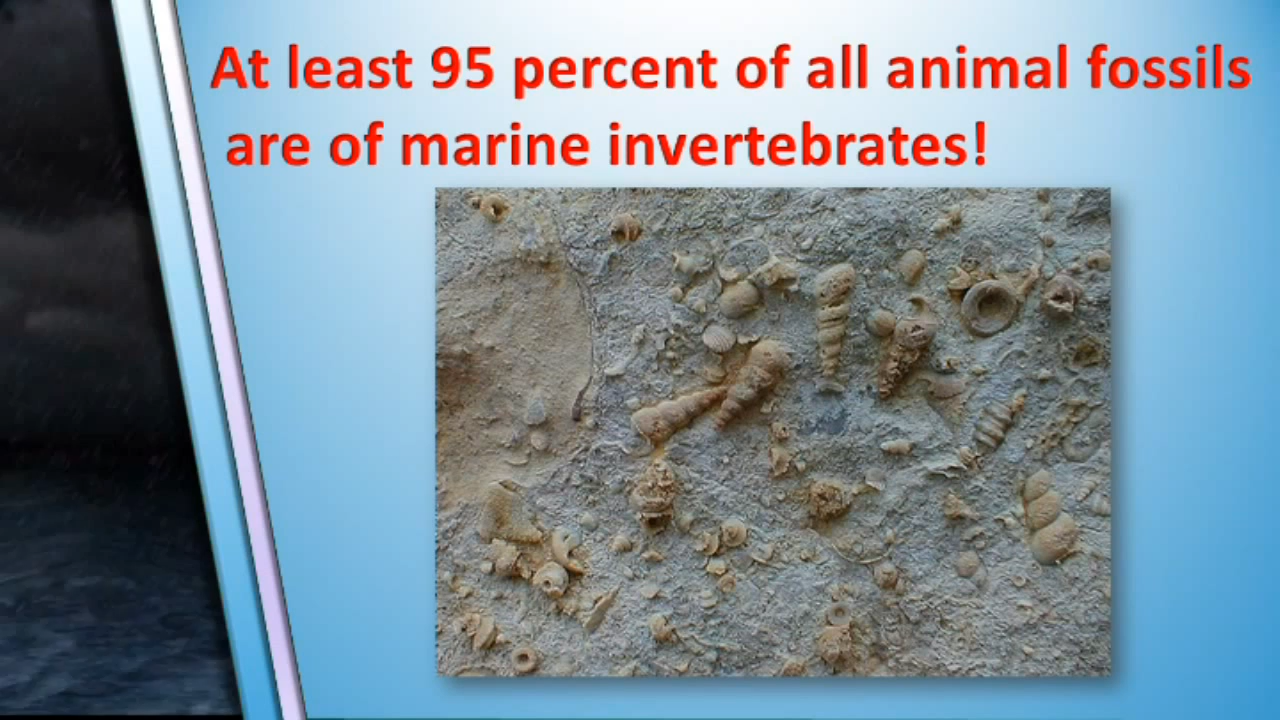 At least 95 percent of all animal fossils
are of marine invertebrates!